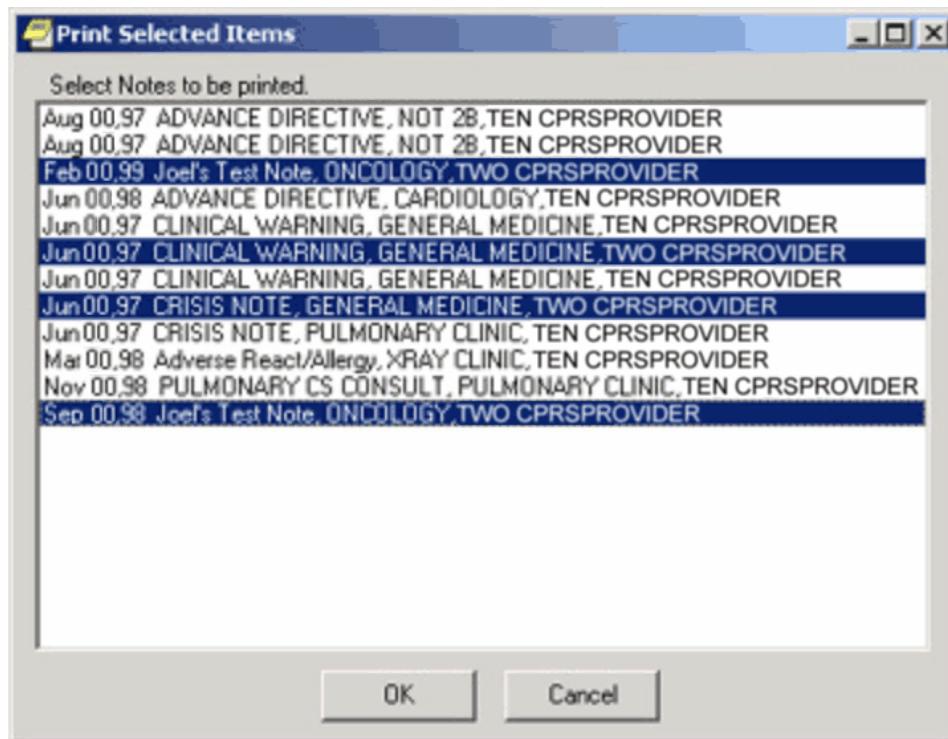 Print Selected Items
Select Notes to be printed.
Aug 00,97 ADVANCE DIRECTIVE, NOT 2B,TEN CPRSPROVIDER
Aug 00,97 ADVANCE DIRECTIVE, NOT 2B,TEN CPRSPROVIDER
Feb 00,99 Joel's Test Note, ONCOLOGY,TWO CPRSPROVIDER
Jun 00,98 ADVANCE DIRECTIVE, CARDIOLOGY,TEN CPRSPROVIDER
Jun 00,97 CLINICAL WARNING, GENERAL MEDICINE,TEN CPRSPROVIDER
Jun 00,97 CLINICAL WARNING, GENERAL MEDICINE,TWO CPRSPROVIDER
Jun 00,97 CLINICAL WARNING, GENERAL MEDICINE, TEN CPRSPROVIDER
Jun 00,97 CRISIS NOTE, GENERAL MEDICINE, TWO CPRSPROVIDER
Jun 00,97 CRISIS NOTE, PULMONARY CLINIC, TEN CPRSPROVIDER
Mar 00,98 Adverse React/Allergy, XRAY CLINIC, TEN CPRSPROVIDER
Nov 00,98 PULMONARY CS CONSULT, PULMONARY CLINIC,TEN CPRSPROVIDER
Sep 00,98 Joel's Test Note, ONCOLOGY,TWO CPRSPROVIDER
OK Cancel